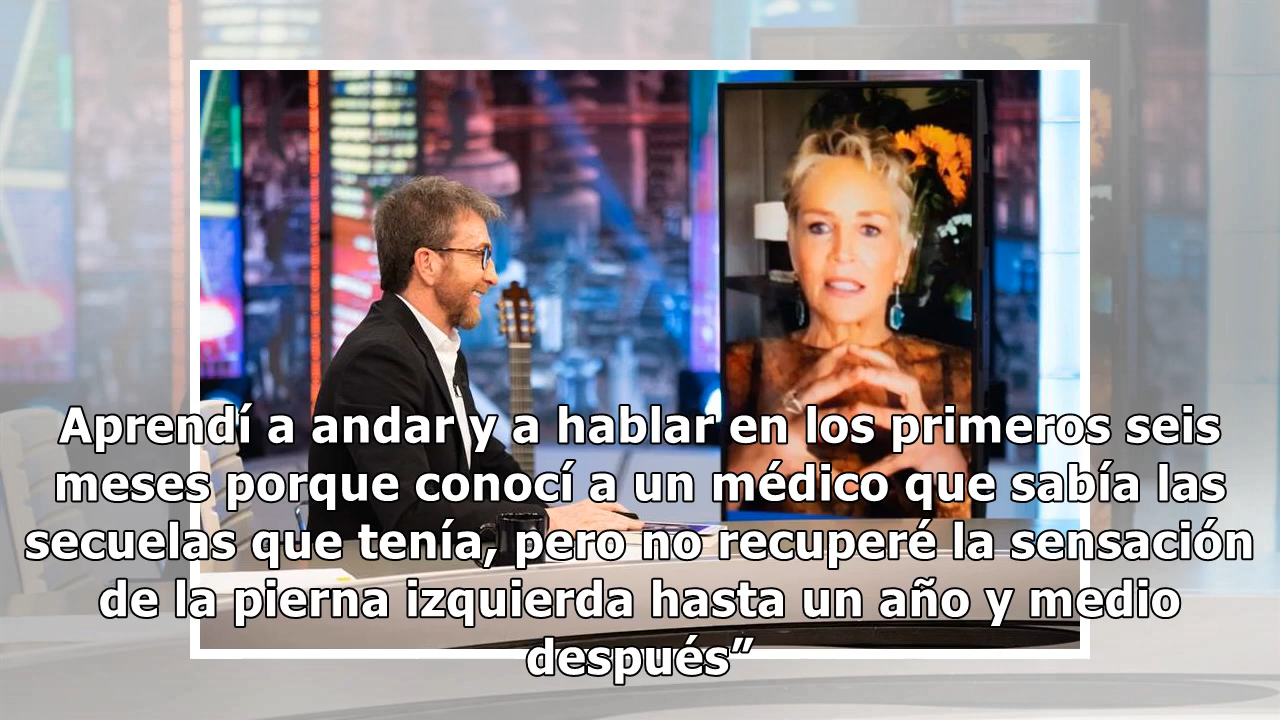 Aprendí a andar y a hablar en los primeros seis
meses porque conocí a un médico que sabía las
secuelas que tenía, pero no recuperé la sensación
de la pierna izquierda hasta un año y medio
después”